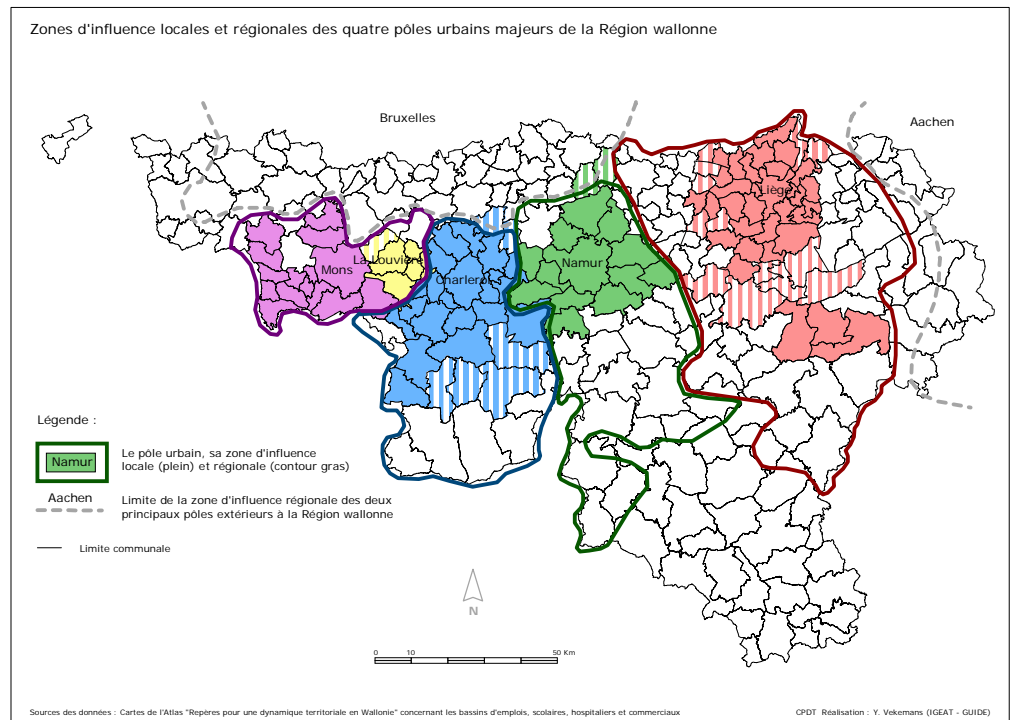 Zones d'influence locales et régionales des quatre pôles urbains majeurs de la Région wallonne
Bruxelles
Aachen
Liège
La Louvière
Mons
Charleroi
Namur
Légende :
Namur
Le pôle urbain, sa zone d'influence
locale (plein) et régionale (contour gras)
Aachen
Limite de la zone d'influence régionale des deux
principaux pôles extérieurs à la Région wallonne
Limite communale
N
0 10 50 Km
Sources des données : Cartes de l'Atlas "Repères pour une dynamique territoriale en Wallonie" concernant les bassins d'emplois, scolaires, hospitaliers et commerciaux
CPDT Réalisation : Y. Vekemans (IGEAT - GUIDE)